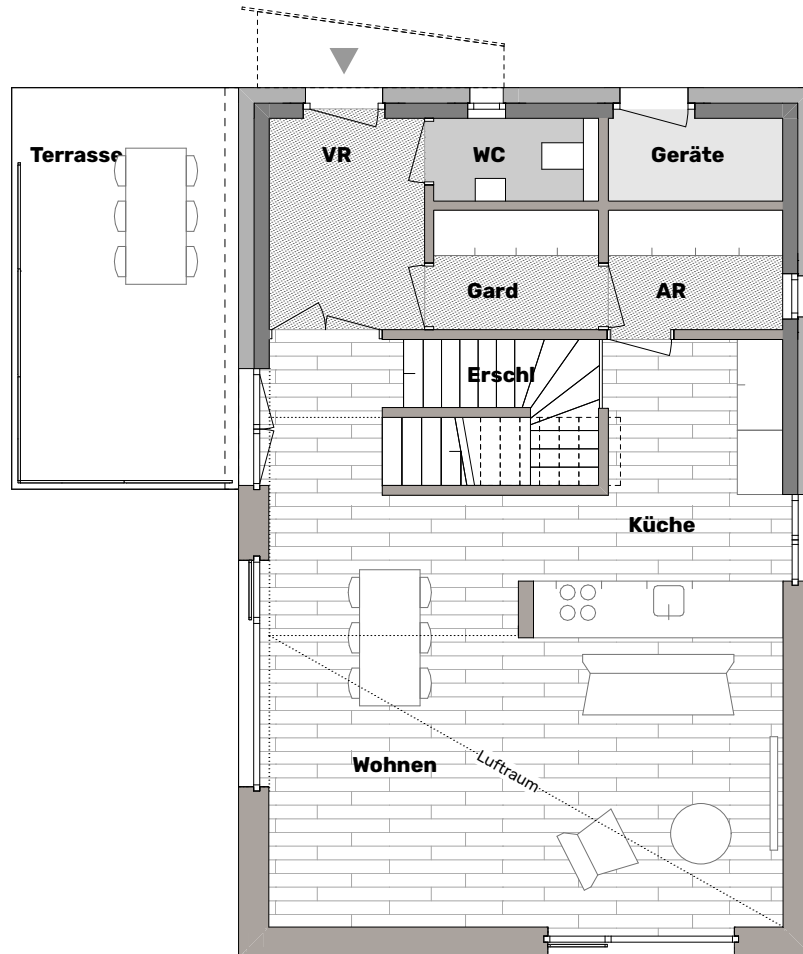 Terrasse
VR
WC
Geräte
Gard
AR
Erschl
Küche
Wohnen
Luftraum